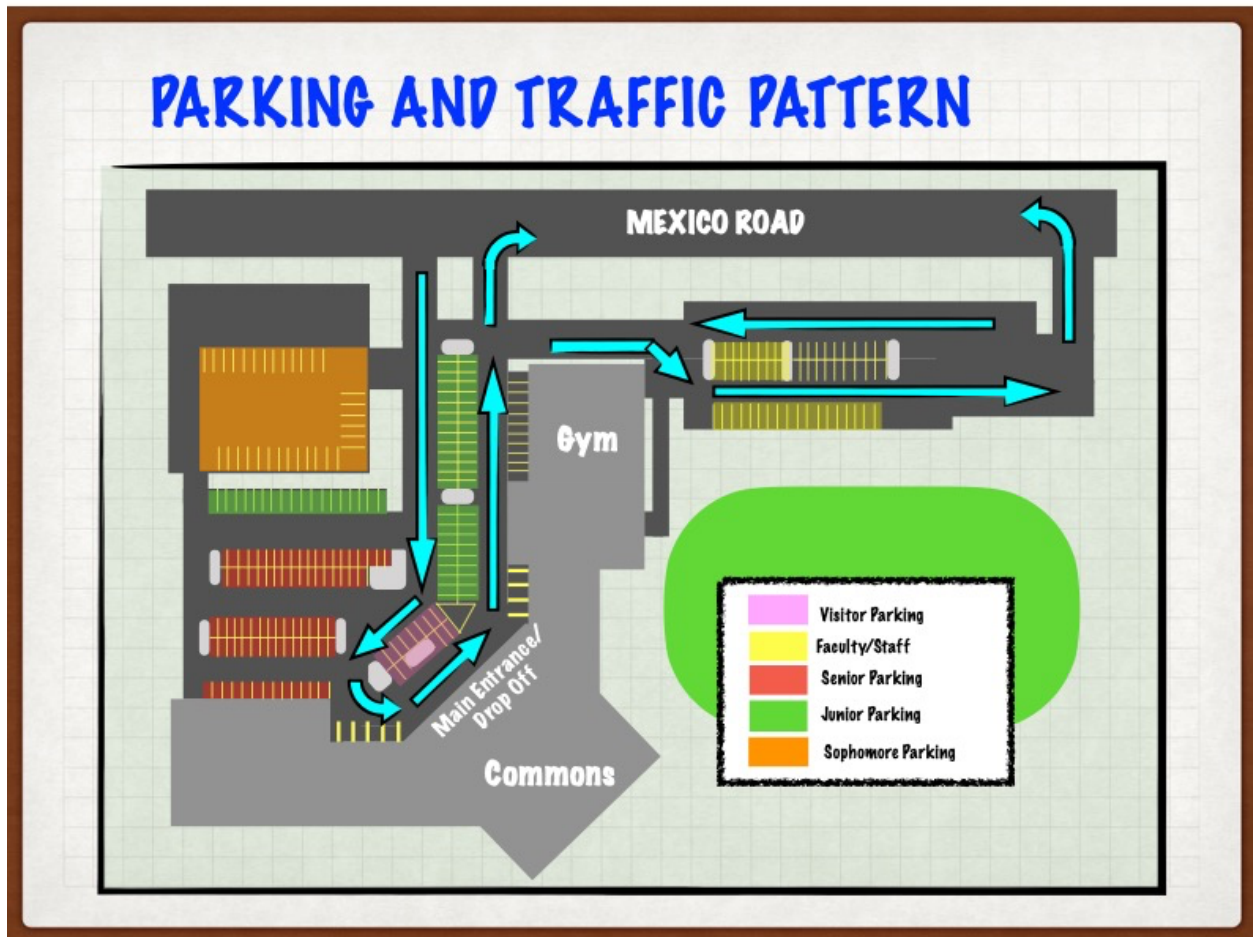 PARKING AND TRAFFIC PATTERN
MEXICO ROAD
Gym
Main Entrance/
Drop Off
Commons
Visitor Parking
Faculty/Staff
Senior Parking
Junior Parking
Sophomore Parking